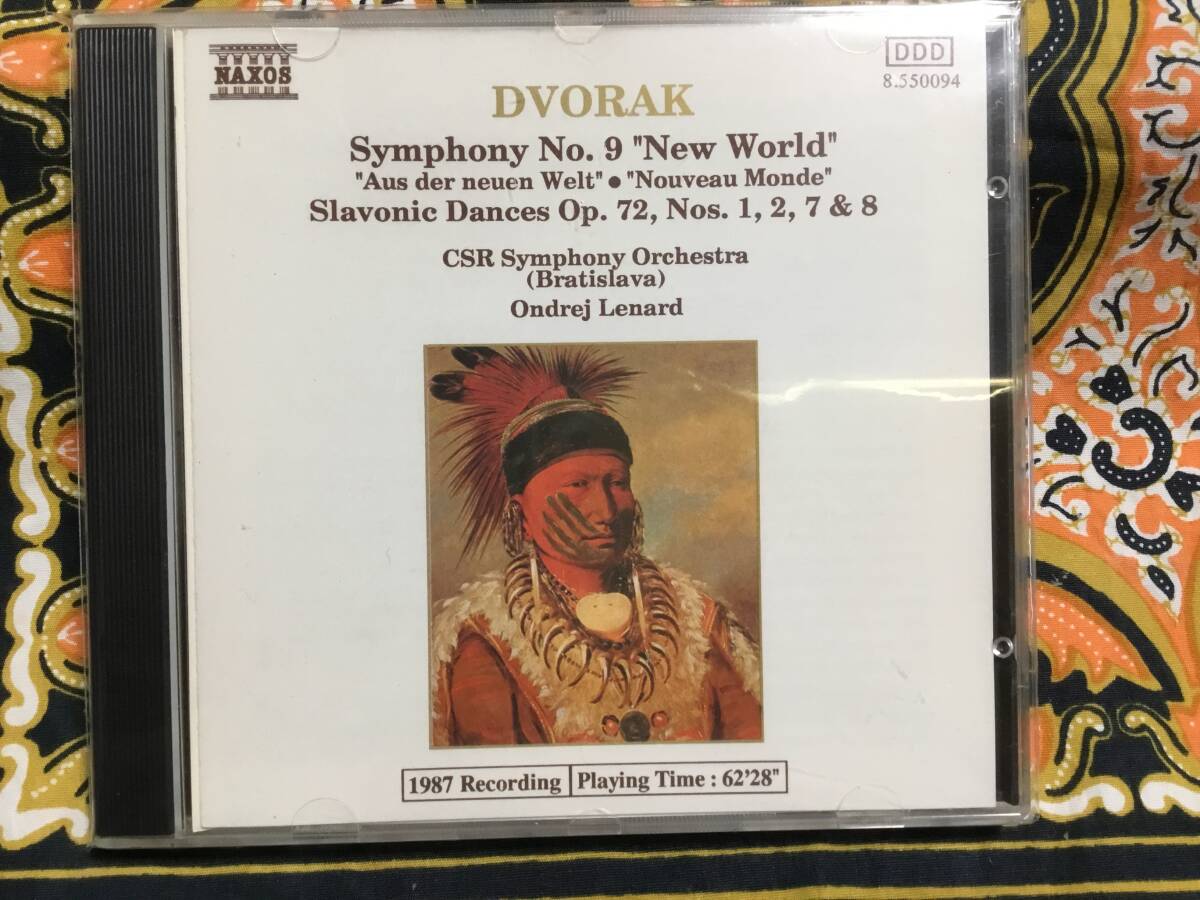 NAXOS
DDD
8.550094
DVORAK
Symphony No. 9 "New World"
"Aus der neuen Welt" ● "Nouveau Monde"
Slavonic Dances Op. 72, Nos. 1, 2, 7 & 8
CSR Symphony Orchestra
(Bratislava)
Ondrej Lenard
1987 Recording
Playing Time : 62'28"